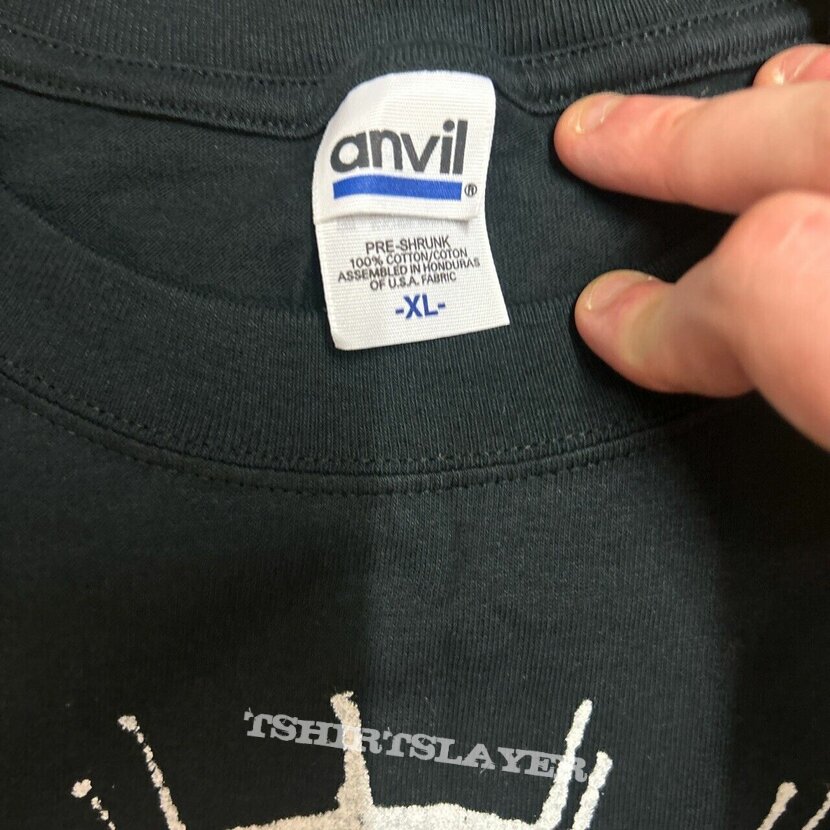 anvil
®
PRE-SHRUNK
100% COTTON/COTON
ASSEMBLED IN HONDURAS
OF U.S.A. FABRIC
-XL-
TSHIRTSLAYER